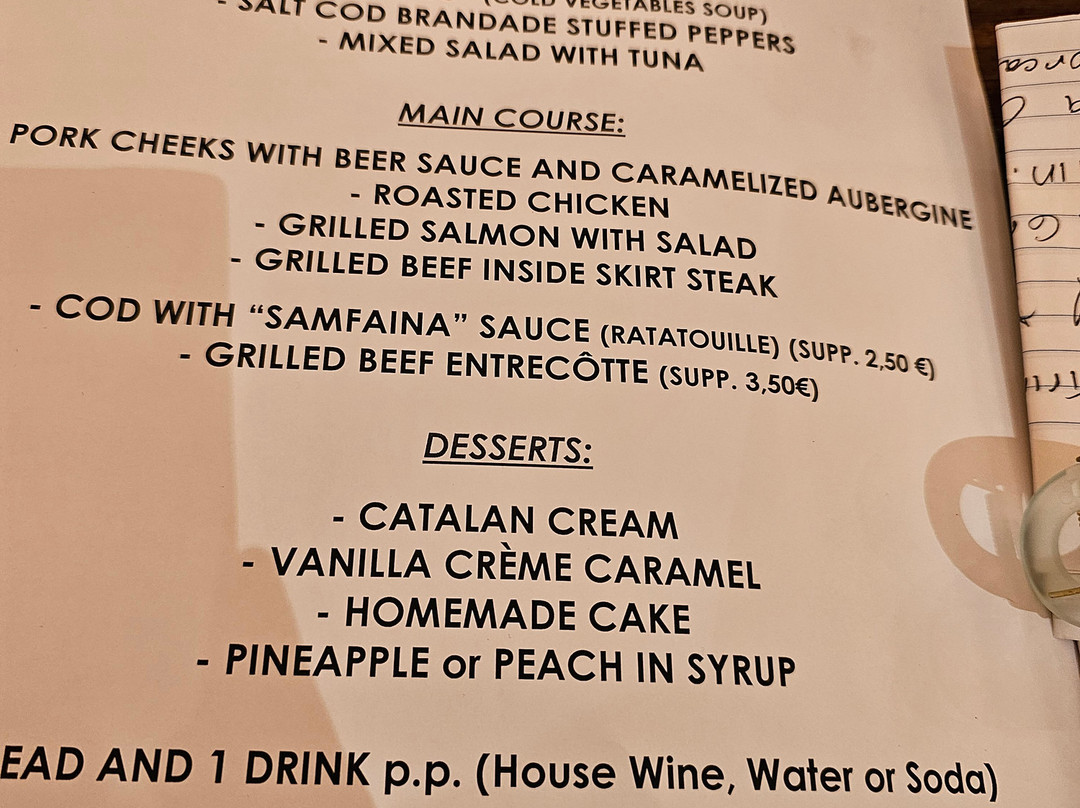 VEGETABLES SOUP)
- SALT COD BRANDADE STUFFED PEPPERS
- MIXED SALAD WITH TUNA
MAIN COURSE:
PORK CHEEKS WITH BEER SAUCE AND CARAMELIZED AUBERGINE
- ROASTED CHICKEN
- GRILLED SALMON WITH SALAD
- GRILLED BEEF INSIDE SKIRT STEAK
- COD WITH “SAMFAINA” SAUCE (RATATOUILLE) (SUPP. 2,50 €)
- GRILLED BEEF ENTRECÔTTE (SUPP. 3,50€)
DESSERTS:
- CATALAN CREAM
- VANILLA CRÈME CARAMEL
- HOMEMADE CAKE
- PINEAPPLE or PEACH IN SYRUP
EAD AND 1 DRINK p.p. (House Wine, Water or Soda)